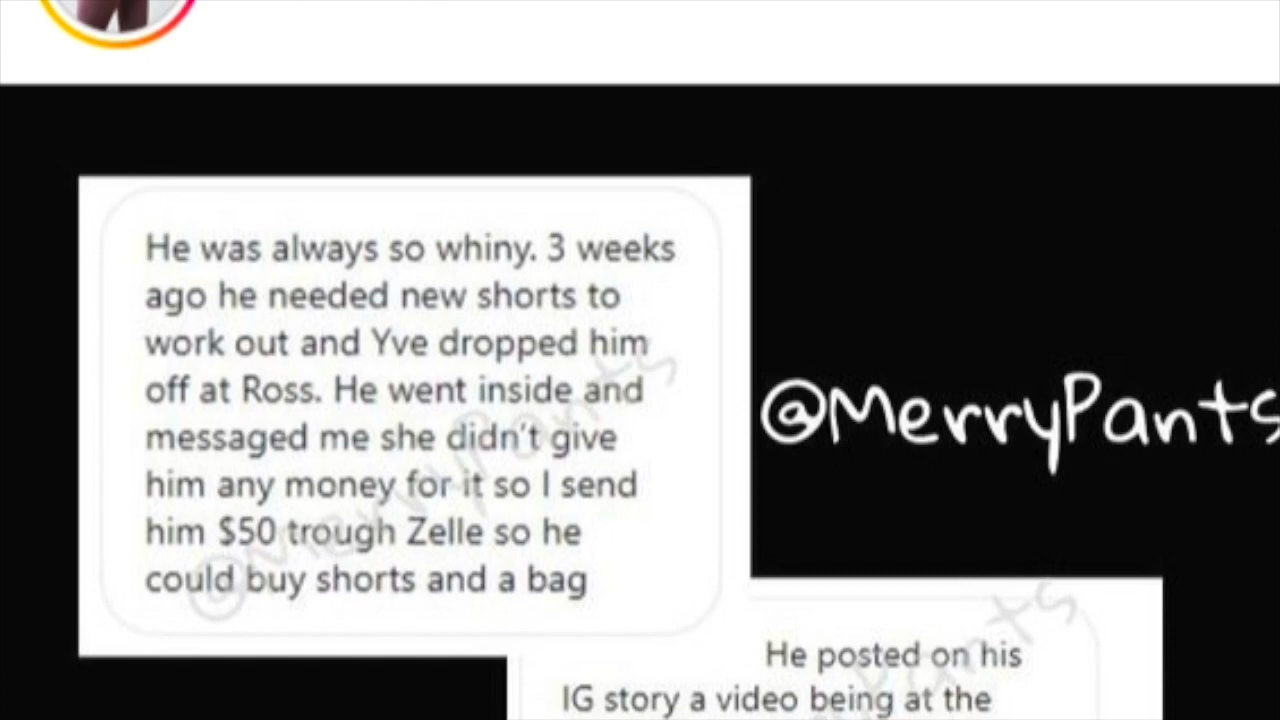 He was always so whiny. 3 weeks
ago he needed new shorts to
work out and Yve dropped him
off at Ross. He went inside and
messaged me she didn't give
him any money for it so I send
him $50 trough Zelle so he
could buy shorts and a bag
@MerryPants
@MerryPants
He posted on his
IG story a video being at the
Pants